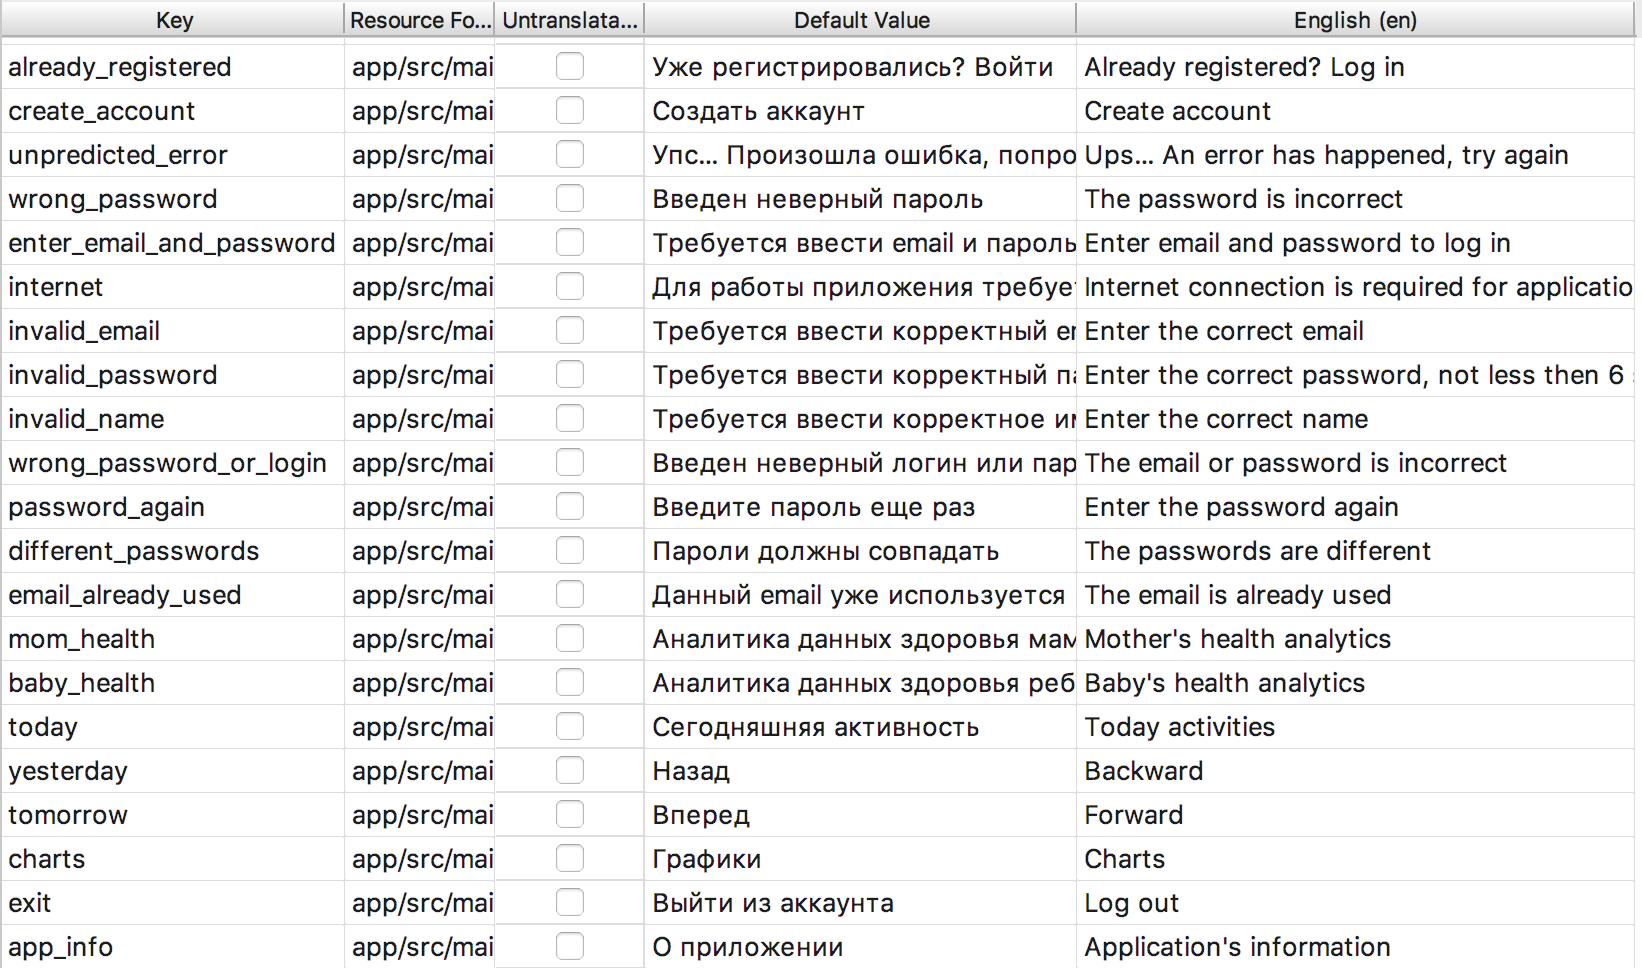 Key Resource Fo... Untranslata... Default Value English (en)
already_registered app/src/mai Уже регистрировались? Войти Already registered? Log in
create_account app/src/mai Создать аккаунт Create account
unpredicted_error app/src/mai Упс... Произошла ошибка, попро Ups... An error has happened, try again
wrong_password app/src/mai Введен неверный пароль The password is incorrect
enter_email_and_password app/src/mai Требуется ввести email и пароль Enter email and password to log in
internet app/src/mai Для работы приложения требует Internet connection is required for applicatio
invalid_email app/src/mai Требуется ввести корректный em Enter the correct email
invalid_password app/src/mai Требуется ввести корректный па Enter the correct password, not less then 6
invalid_name app/src/mai Требуется ввести корректное им Enter the correct name
wrong_password_or_login app/src/mai Введен неверный логин или пар The email or password is incorrect
password_again app/src/mai Введите пароль еще раз Enter the password again
different_passwords app/src/mai Пароли должны совпадать The passwords are different
email_already_used app/src/mai Данный email уже используется The email is already used
mom_health app/src/mai Аналитика данных здоровья мам Mother's health analytics
baby_health app/src/mai Аналитика данных здоровья реб Baby's health analytics
today app/src/mai Сегодняшняя активность Today activities
yesterday app/src/mai Назад Backward
tomorrow app/src/mai Вперед Forward
charts app/src/mai Графики Charts
exit app/src/mai Выйти из аккаунта Log out
app_info app/src/mai О приложении Application's information